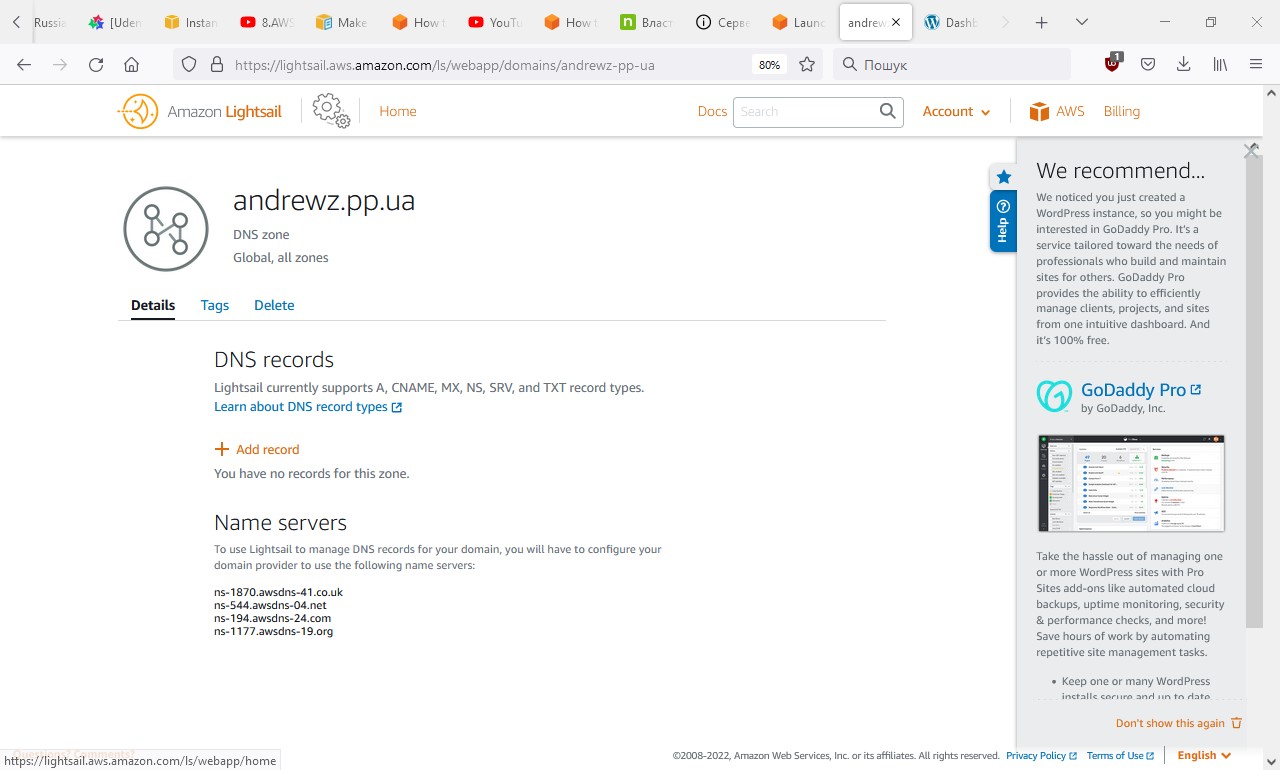 Russia
[Uden
Instan
8.AWS
Make
How t
YouTu
How t
Власт
Серве
Launc
andrew
Dashb
https://lightsail.aws.amazon.com/ls/webapp/domains/andrewz-pp-ua
80%
Пошук
1
Amazon Lightsail
Home
Docs
Search
Account
AWS
Billing
andrewz.pp.ua
DNS zone
Global, all zones
Details
Tags
Delete
DNS records
Lightsail currently supports A, CNAME, MX, NS, SRV, and TXT record types.
Learn about DNS record types
+ Add record
You have no records for this zone.
Name servers
To use Lightsail to manage DNS records for your domain, you will have to configure your
domain provider to use the following name servers:
ns-1870.awsdns-41.co.uk
ns-544.awsdns-04.net
ns-194.awsdns-24.com
ns-1177.awsdns-19.org
Help
We recommend...
We noticed you just created a
WordPress instance, so you might be
interested in GoDaddy Pro. It's a
service tailored toward the needs of
professionals who build and maintain
sites for others. GoDaddy Pro
provides the ability to efficiently
manage clients, projects, and sites
from one intuitive dashboard. And
it's 100% free.
GoDaddy Pro
by GoDaddy, Inc.
Take the hassle out of managing one
or more WordPress sites with Pro
Sites add-ons like automated cloud
backups, uptime monitoring, security
& performance checks, and more!
Save hours of work by automating
repetitive site management tasks.
• Keep one or many WordPress
installs secure and up to date
Don't show this again
Questions? Comments?
https://lightsail.aws.amazon.com/ls/webapp/home
©2008-2022, Amazon Web Services, Inc. or its affiliates. All rights reserved.
Privacy Policy
Terms of Use
English